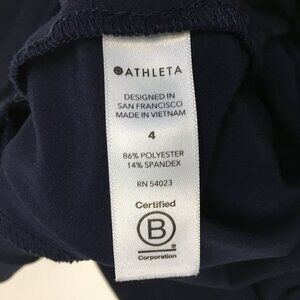 ATHLETA
DESIGNED IN
SAN FRANCISCO
MADE IN VIETNAM
4
86% POLYESTER
14% SPANDEX
RN 54023
Certified
B
®
Corporation